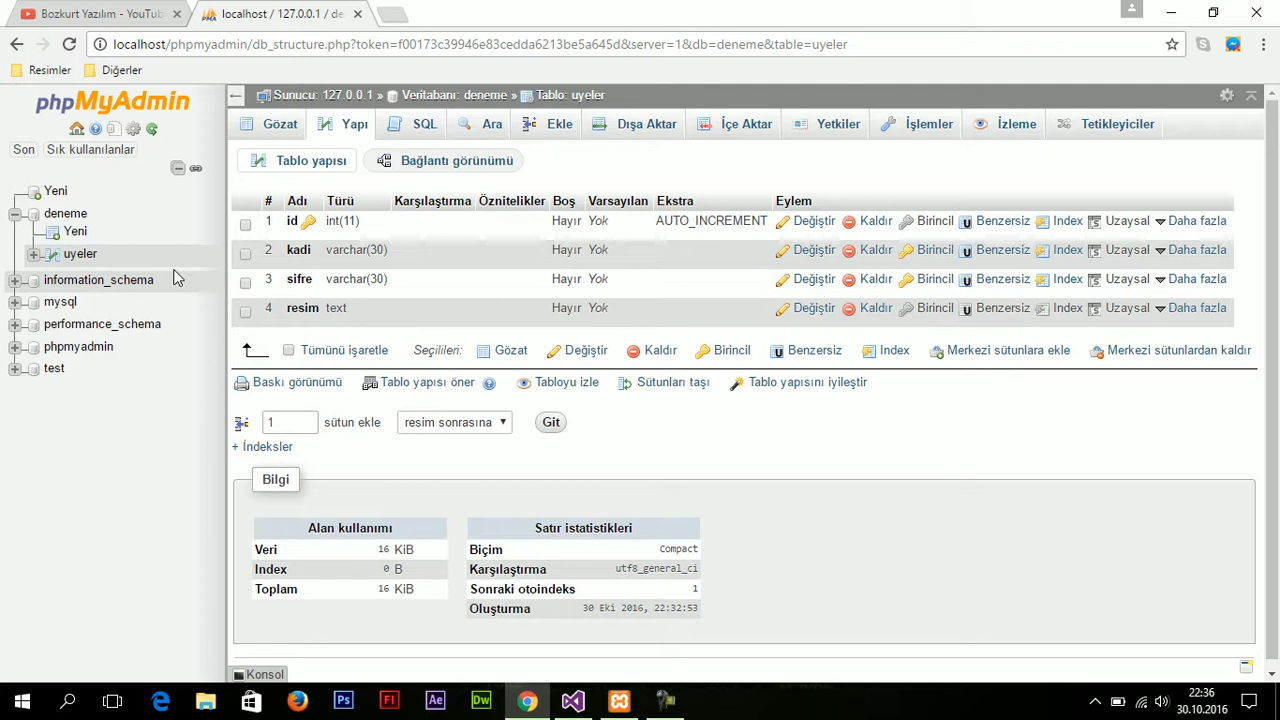 Bozkurt Yazılım - YouTub
localhost / 127.0.0.1 / de
localhost/phpmyadmin/db_structure.php?token=f00173c39946e83cedd6c6213be5a645d&server=1&db=deneme&table=uyeler
Resimler Diğerler
phpMyAdmin
Son Sık kullanılanlar
Yeni
deneme
Yeni
uyeler
information_schema
mysql
performance_schema
phpmyadmin
test
Sunucu: 127.0.0.1 » Veritabanı: deneme » Tablo: uyeler
Gözat Yapı SQL Ara Ekle Dışa Aktar İçe Aktar Yetkiler İşlemler İzleme Tetikleyiciler
Tablo yapısı Bağlantı görünümü
# Adı Türü Karşılaştırma Öznitelikler Boş Varsayılan Ekstra Eylem
1 id int(11) Hayır Yok AUTO_INCREMENT Değiştir Kaldır Birincil Benzersiz Index Uzaysal Daha fazla
2 kadi varchar(30) Hayır Yok Değiştir Kaldır Birincil Benzersiz Index Uzaysal Daha fazla
3 sifre varchar(30) Hayır Yok Değiştir Kaldır Birincil Benzersiz Index Uzaysal Daha fazla
4 resim text Hayır Yok Değiştir Kaldır Birincil Benzersiz Index Uzaysal Daha fazla
Tümünü işaretle Seçilileri: Gözat Değiştir Kaldır Birincil Benzersiz Index Merkezi sütunlara ekle Merkezi sütunlardan kaldır
Baskı görünümü Tablo yapısı öner Tabloyu izle Sütunları taşı Tablo yapısını iyileştir
1 sütun ekle resim sonrasına Git
+ İndeksler
Bilgi
Alan kullanımı
Veri 16 KiB
Index 0 B
Toplam 16 KiB
Satır istatistikleri
Biçim Compact
Karşılaştırma utf8_general_ci
Sonraki otoindeks 1
Oluşturma 30 Eki 2016, 22:32:53
Konsol
22:36
30.10.2016